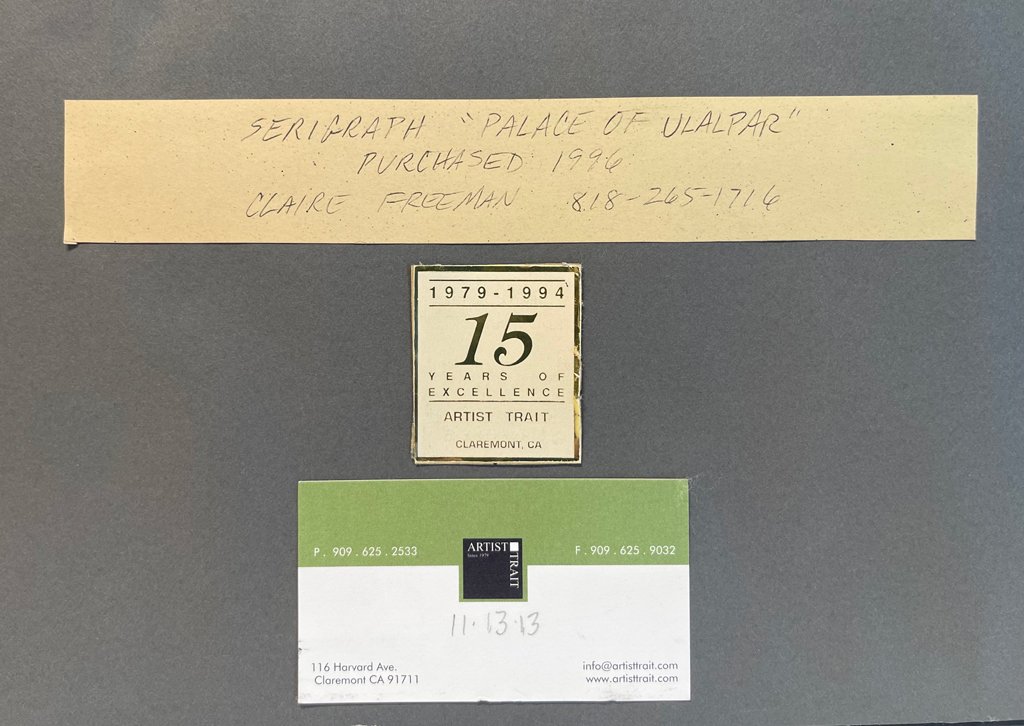 SERIGRAPH "PALACE OF ULALPAR"
PURCHASED 1996
CLAIRE FREEMAN 818-265-1716
1979-1994
15
YEARS OF
EXCELLENCE
ARTIST TRAIT
CLAREMONT, CA
P. 909.625.2533
ARTIST
Since 1979
TRAIT
F. 909.625.9032
11.13.13
116 Harvard Ave.
Claremont CA 91711
info@artisttrait.com
www.artisttrait.com